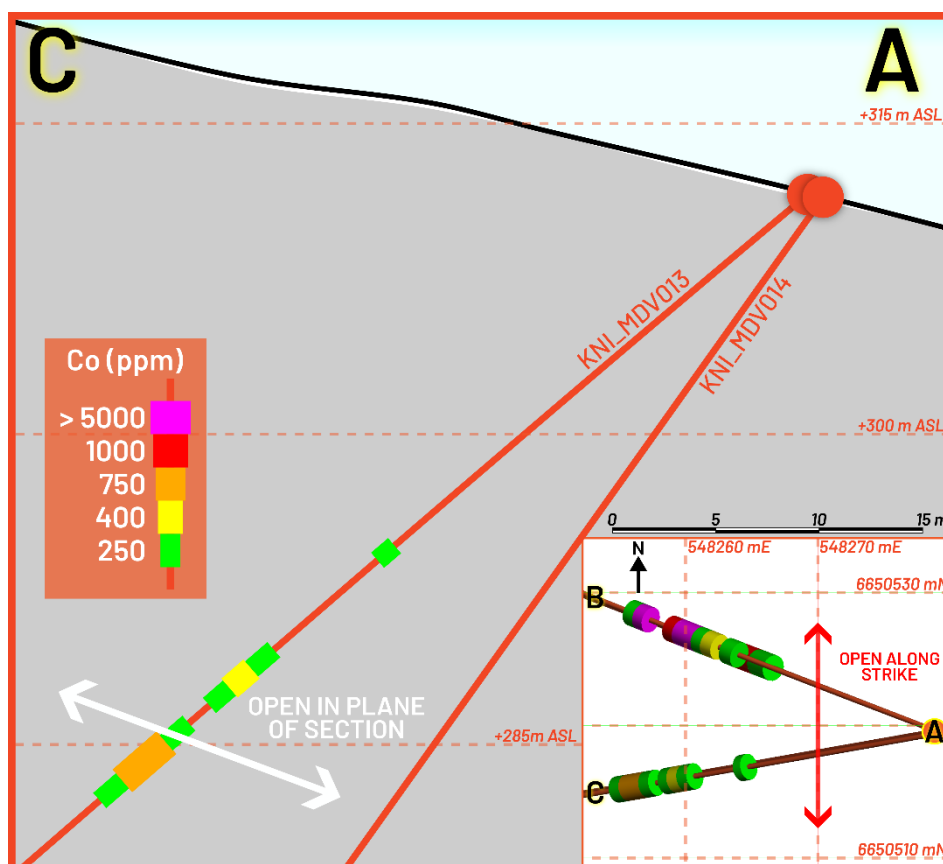 C
A
+315 m ASL
KNI_MDV013
KNI_MDV014
Co (ppm)
> 5000
1000
750
400
250
+300 m ASL
0
5
10
15 m
N
548260 mE
548270 mE
6650530 mN
B
OPEN ALONG
STRIKE
OPEN IN PLANE
OF SECTION
+285m ASL
A
C
6650510 mN